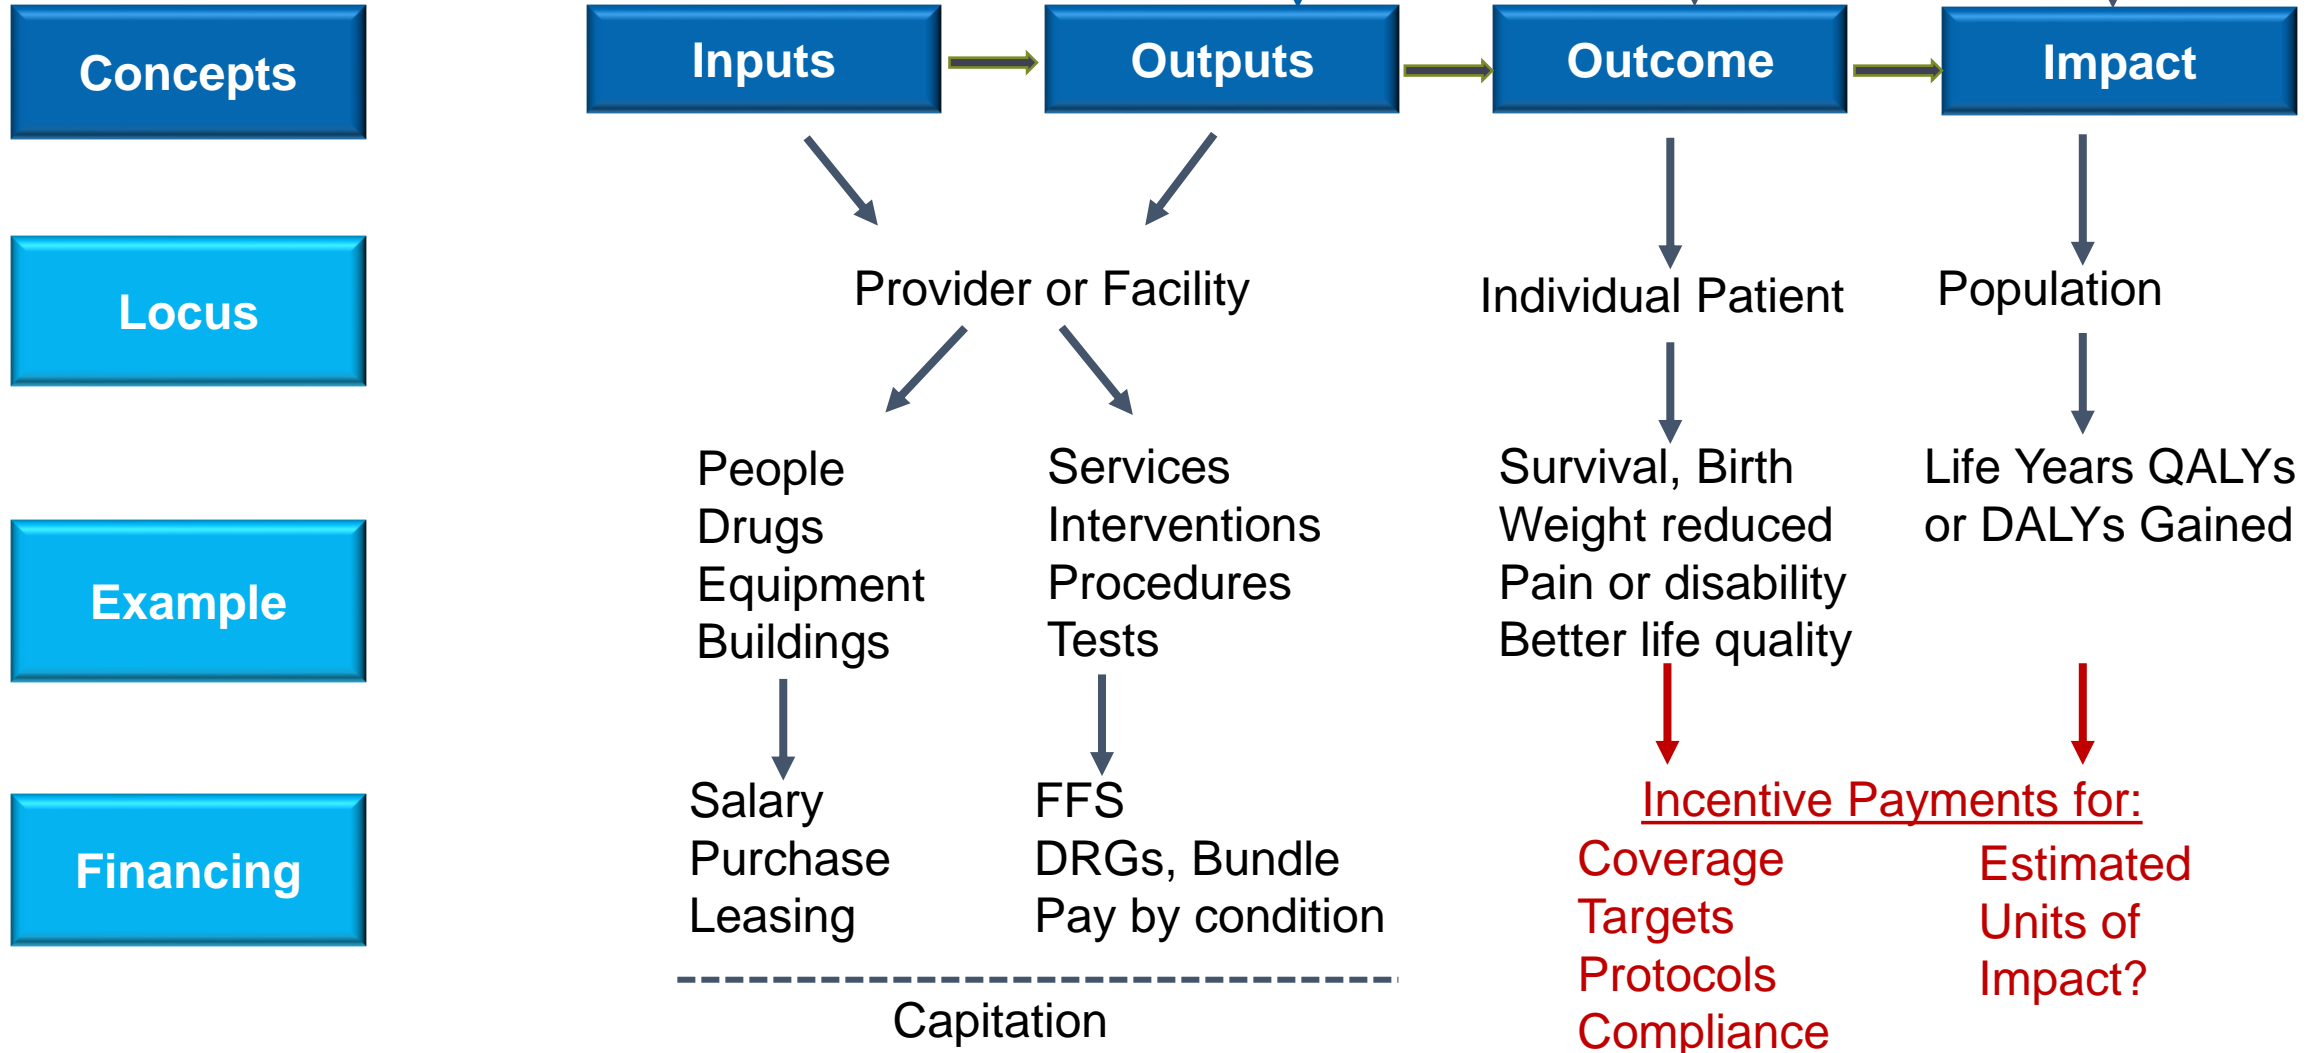 Concepts
Inputs
Outputs
Outcome
Impact
Locus
Provider or Facility
Individual Patient
Population
Example
People
Drugs
Equipment
Buildings
Services
Interventions
Procedures
Tests
Survival, Birth
Weight reduced
Pain or disability
Better life quality
Life Years QALYs
or DALYs Gained
Financing
Salary
Purchase
Leasing
FFS
DRGs, Bundle
Pay by condition
Capitation
Incentive Payments for:
Coverage
Targets
Protocols
Compliance
Estimated
Units of
Impact?